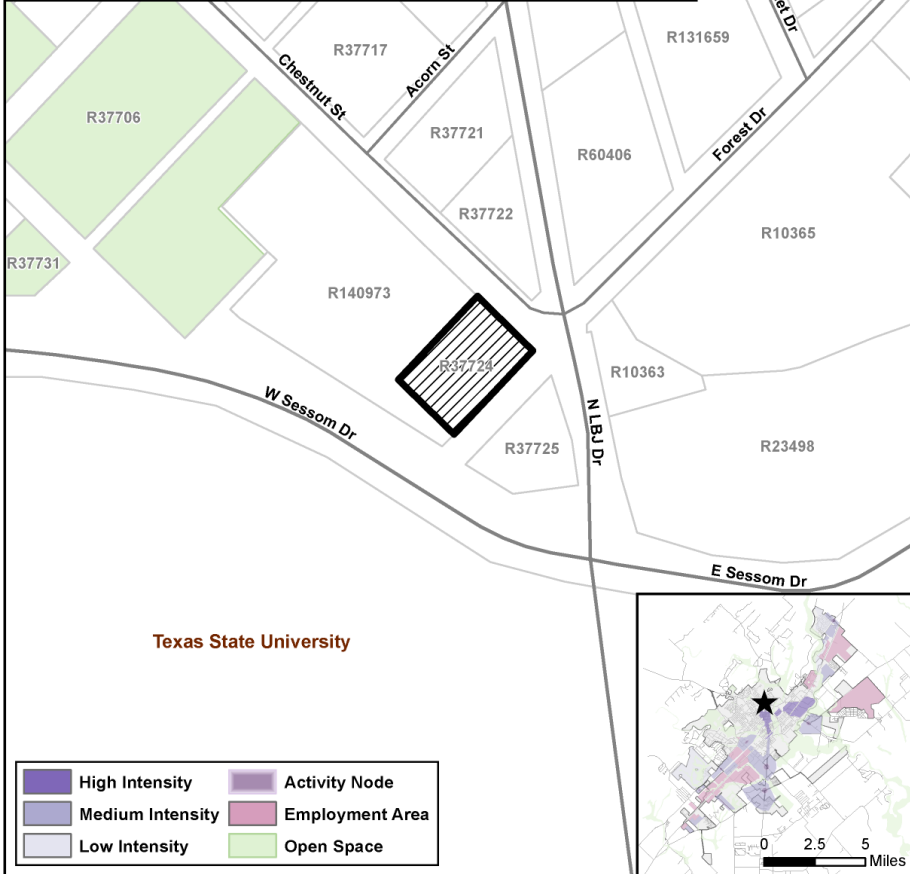 et Dr
R131659
R37717
Acorn St
Chestnut St
R37706
R37721
Forest Dr
R60406
R37722
R10365
R37731
R140973
R37724
R10363
W Sessom Dr
N LBJ Dr
R37725
R23498
E Sessom Dr
Texas State University
High Intensity
Activity Node
Medium Intensity
Employment Area
Low Intensity
Open Space
0 2.5 5
Miles